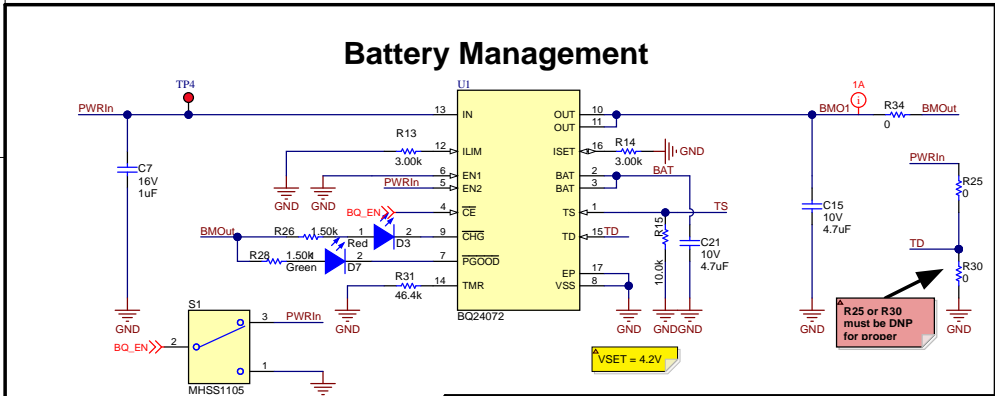 Battery Management
TP4
PWRIn
C7
16V
1uF
GND
U1
13 IN
12 ILIM
6 EN1
5 EN2
4 CE
9 CHG
7 PGOOD
14 TMR
OUT 10
OUT 11
ISET 16
BAT 2
BAT 3
TS 1
TD 15
EP 17
VSS 8
BQ24072
R13
3.00k
GND
GND
PWRIn
BQ_EN
BMOut
R26
1.50k
1
Red
2
D3
R28
1.50k
1
Green
2
D7
R31
46.4k
GND
R14
3.00k
GND
BAT
TS
TD
R15
10.0k
C21
10V
4.7uF
GND
GND
GND
1A
i
BMO1
R34
0
BMOut
C15
10V
4.7uF
GND
PWRIn
R25
0
TD
R30
0
GND
R25 or R30
must be DNP
for proper
VSET = 4.2V
S1
3
PWRIn
BQ_EN
2
1
GND
MHSS1105